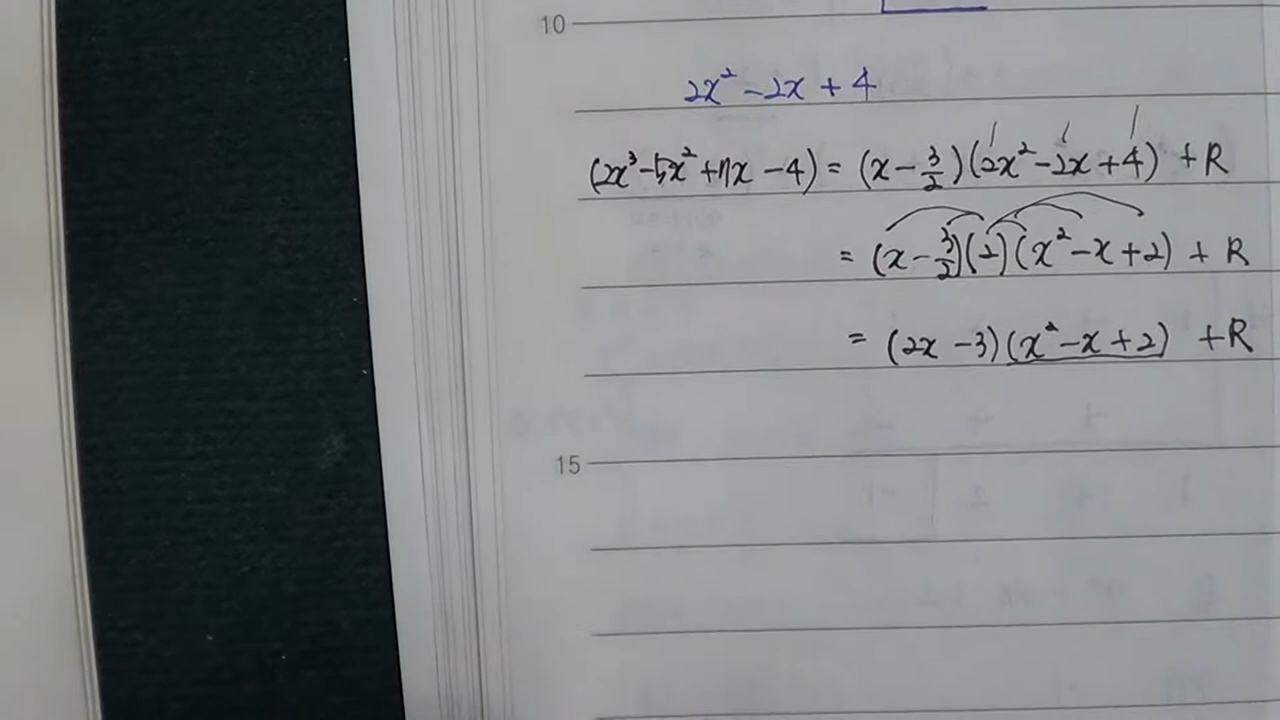 10
2x² - 2x + 4
(2x³ - 5x² + 7x - 4) = (x - 3/2)(2x² - 2x + 4) + R
= (x - 3/2)(2)(x² - x + 2) + R
= (2x - 3)(x² - x + 2) + R
15